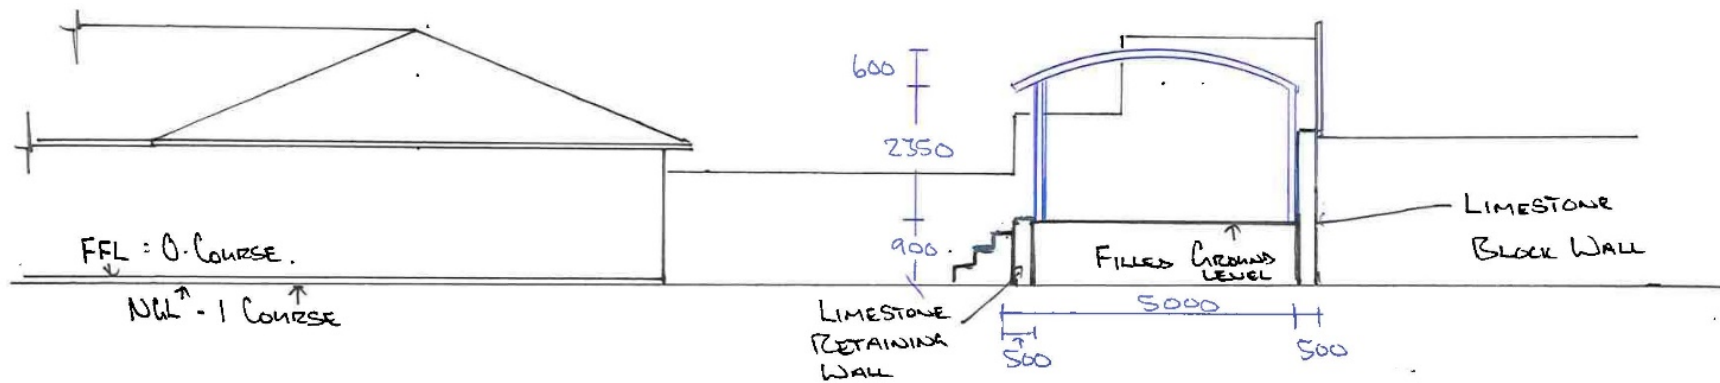 600
2350
900
FFL : O-COURSE.
NGL - 1 COURSE
LIMESTONE
RETAINING
WALL
FILLED GROUND
LEVEL
5000
500
500
LIMESTONE
BLOCK WALL